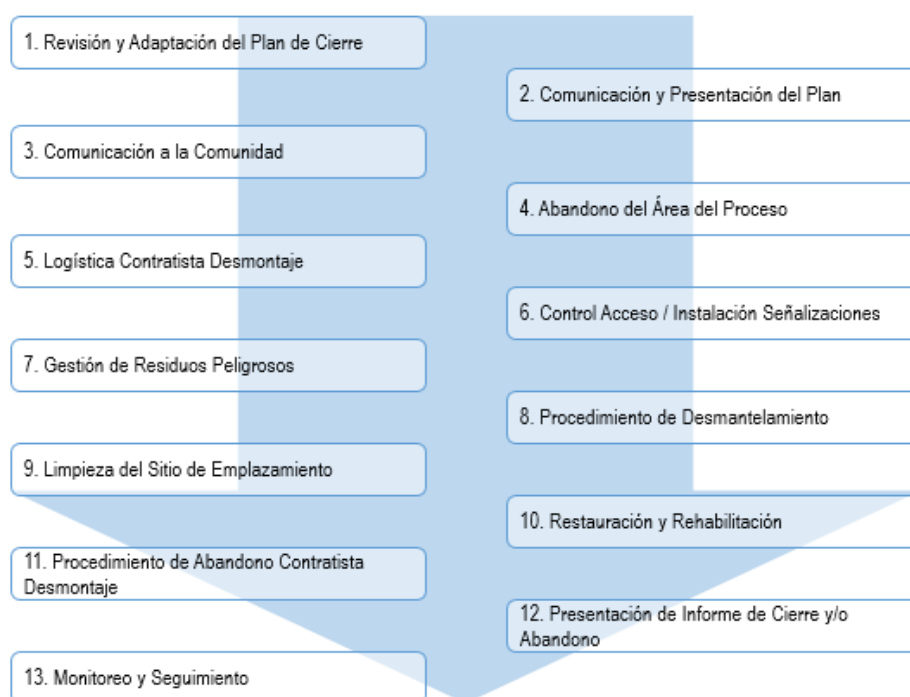 1. Revisión y Adaptación del Plan de Cierre
2. Comunicación y Presentación del Plan
3. Comunicación a la Comunidad
4. Abandono del Área del Proceso
5. Logística Contratista Desmontaje
6. Control Acceso / Instalación Señalizaciones
7. Gestión de Residuos Peligrosos
8. Procedimiento de Desmantelamiento
9. Limpieza del Sitio de Emplazamiento
10. Restauración y Rehabilitación
11. Procedimiento de Abandono Contratista
Desmontaje
12. Presentación de Informe de Cierre y/o
Abandono
13. Monitoreo y Seguimiento